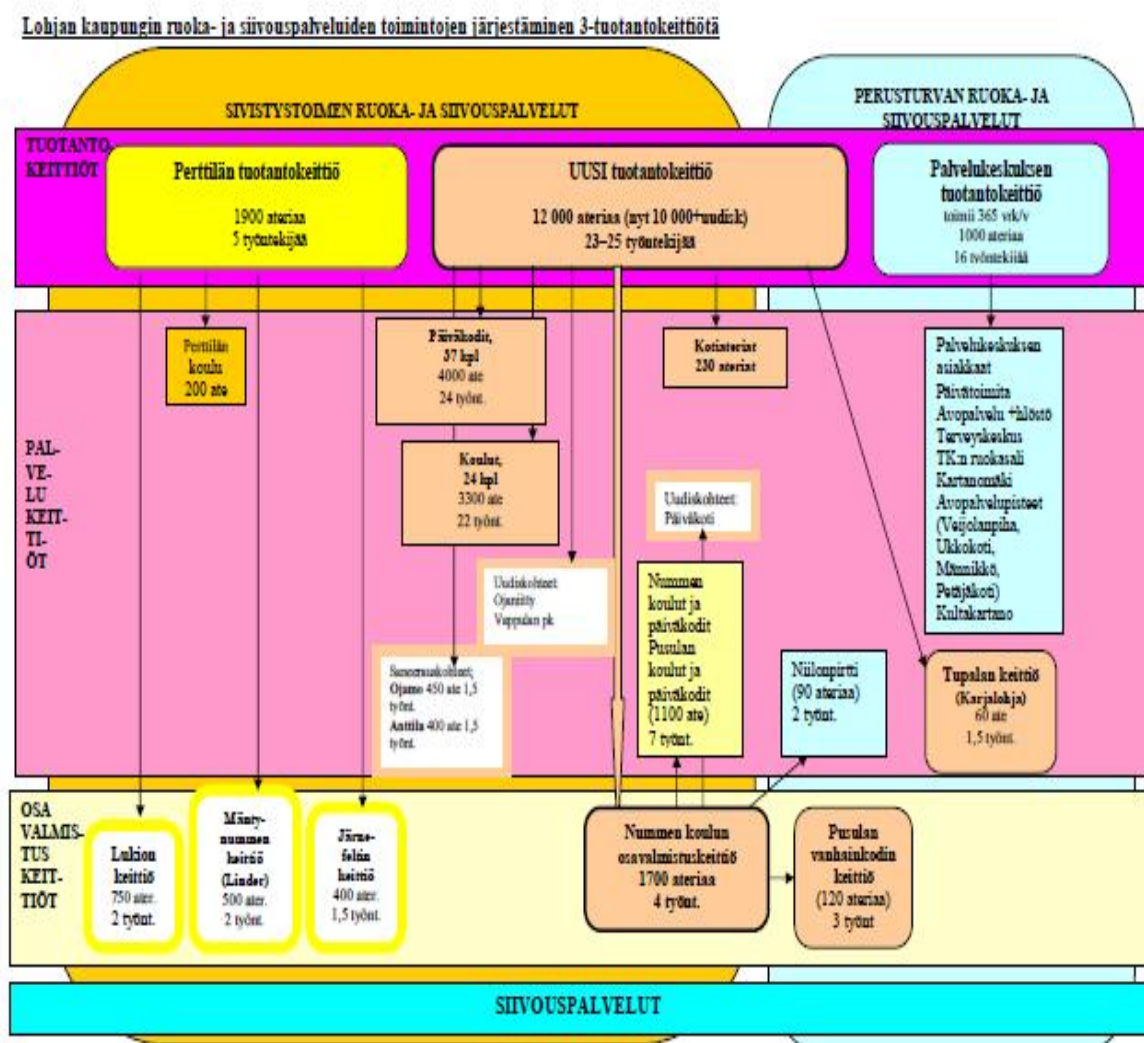 Lohjan kaupungin ruoka- ja siivouspalveluiden toimintojen järjestäminen 3-tuotantokeittiötä
SIVISTYSTOIMEN RUOKA- JA SIIVOUSPALVELUT
PERUSTURVAN RUOKA- JA
SIIVOUSPALVELUT
TUOTANTO-
KEITTIÖT
Perttilän tuotantokeittiö
1900 ateriaa
5 työntekijää
UUSI tuotantokeittiö
12 000 ateriaa (nyt 10 000+uudisk)
23–25 työntekijää
Palvelukeskuksen
tuotantokeittiö
toimii 365 vrk/v
1000 ateriaa
16 työntekijää
PAL-
VE-
LU
KEIT-
TI-
ÖT
Perttilän
koulu
200 ate
Päiväkodit,
37 kpl
4000 ate
24 työnt.
Koulut,
24 kpl
3300 ate
22 työnt.
Kotiateriat
230 ateriat
Uudiskohteet:
Päiväkoti
Uudiskohteet:
Ojaniitty
Vappulan pk
Saneerauskohteet;
Ojamo 450 ate 1,5
työnt.
Anttila 400 ate 1,5
työnt.
Nummen
koulut ja
päiväkodit
Pusulan
koulut ja
päiväkodit
(1100 ate)
7 työnt.
Niilonpirtti
(90 ateriaa)
2 työnt.
Palvelukeskuksen
asiakkaat
Päivätoimita
Avopalvelu +hlöstö
Terveyskeskus
TK:n ruokasali
Kartanomäki
Avopalvelupisteet
(Veijolanpiha,
Ukkokoti,
Männikkö,
Petäjäkoti)
Kultakartano
Tupalan keittiö
(Karjalohja)
60 ate
1,5 työnt.
OSA
VALMIS-
TUS
KEIT-
TIÖT
Lukion
keittiö
750 ater.
2 työnt.
Mänty-
nummen
keittiö
(Linder)
500 ater.
2 työnt.
Järne-
feltin
keittiö
400 ater.
1,5 työnt.
Nummen koulun
osavalmistuskeittiö
1700 ateriaa
4 työnt.
Pusulan
vanhainkodin
keittiö
(120 ateriaa)
3 työnt
SIIVOUSPALVELUT